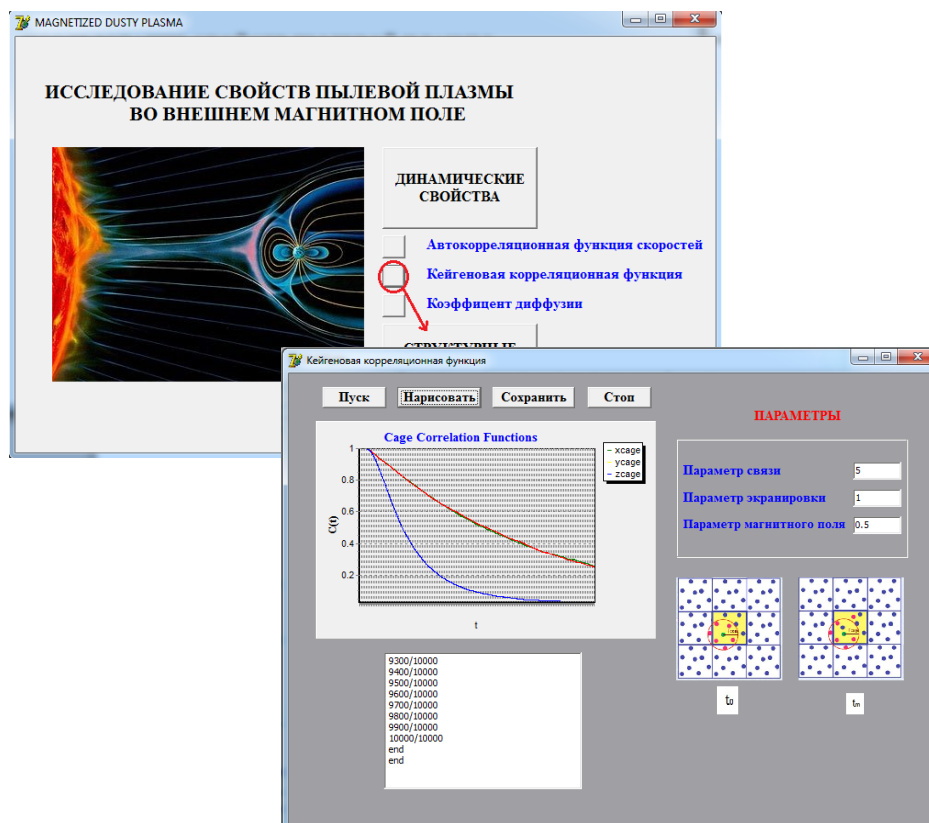 MAGNETIZED DUSTY PLASMA
ИССЛЕДОВАНИЕ СВОЙСТВ ПЫЛЕВОЙ ПЛАЗМЫ
ВО ВНЕШНЕМ МАГНИТНОМ ПОЛЕ
ДИНАМИЧЕСКИЕ
СВОЙСТВА
Автокорреляционная функция скоростей
Кейгеновая корреляционная функция
Коэффицент диффузии
СТРУКТУРНЫЕ
Кейгеновая корреляционная функция
Пуск
Нарисовать
Сохранить
Стоп
Cage Correlation Functions
xcage
ycage
zcage
1
0.8
0.6
0.4
0.2
C(t)
t
9300/10000
9400/10000
9500/10000
9600/10000
9700/10000
9800/10000
9900/10000
10000/10000
end
end
ПАРАМЕТРЫ
Параметр связи 5
Параметр экранировки 1
Параметр магнитного поля 0.5
t₀
tₘ